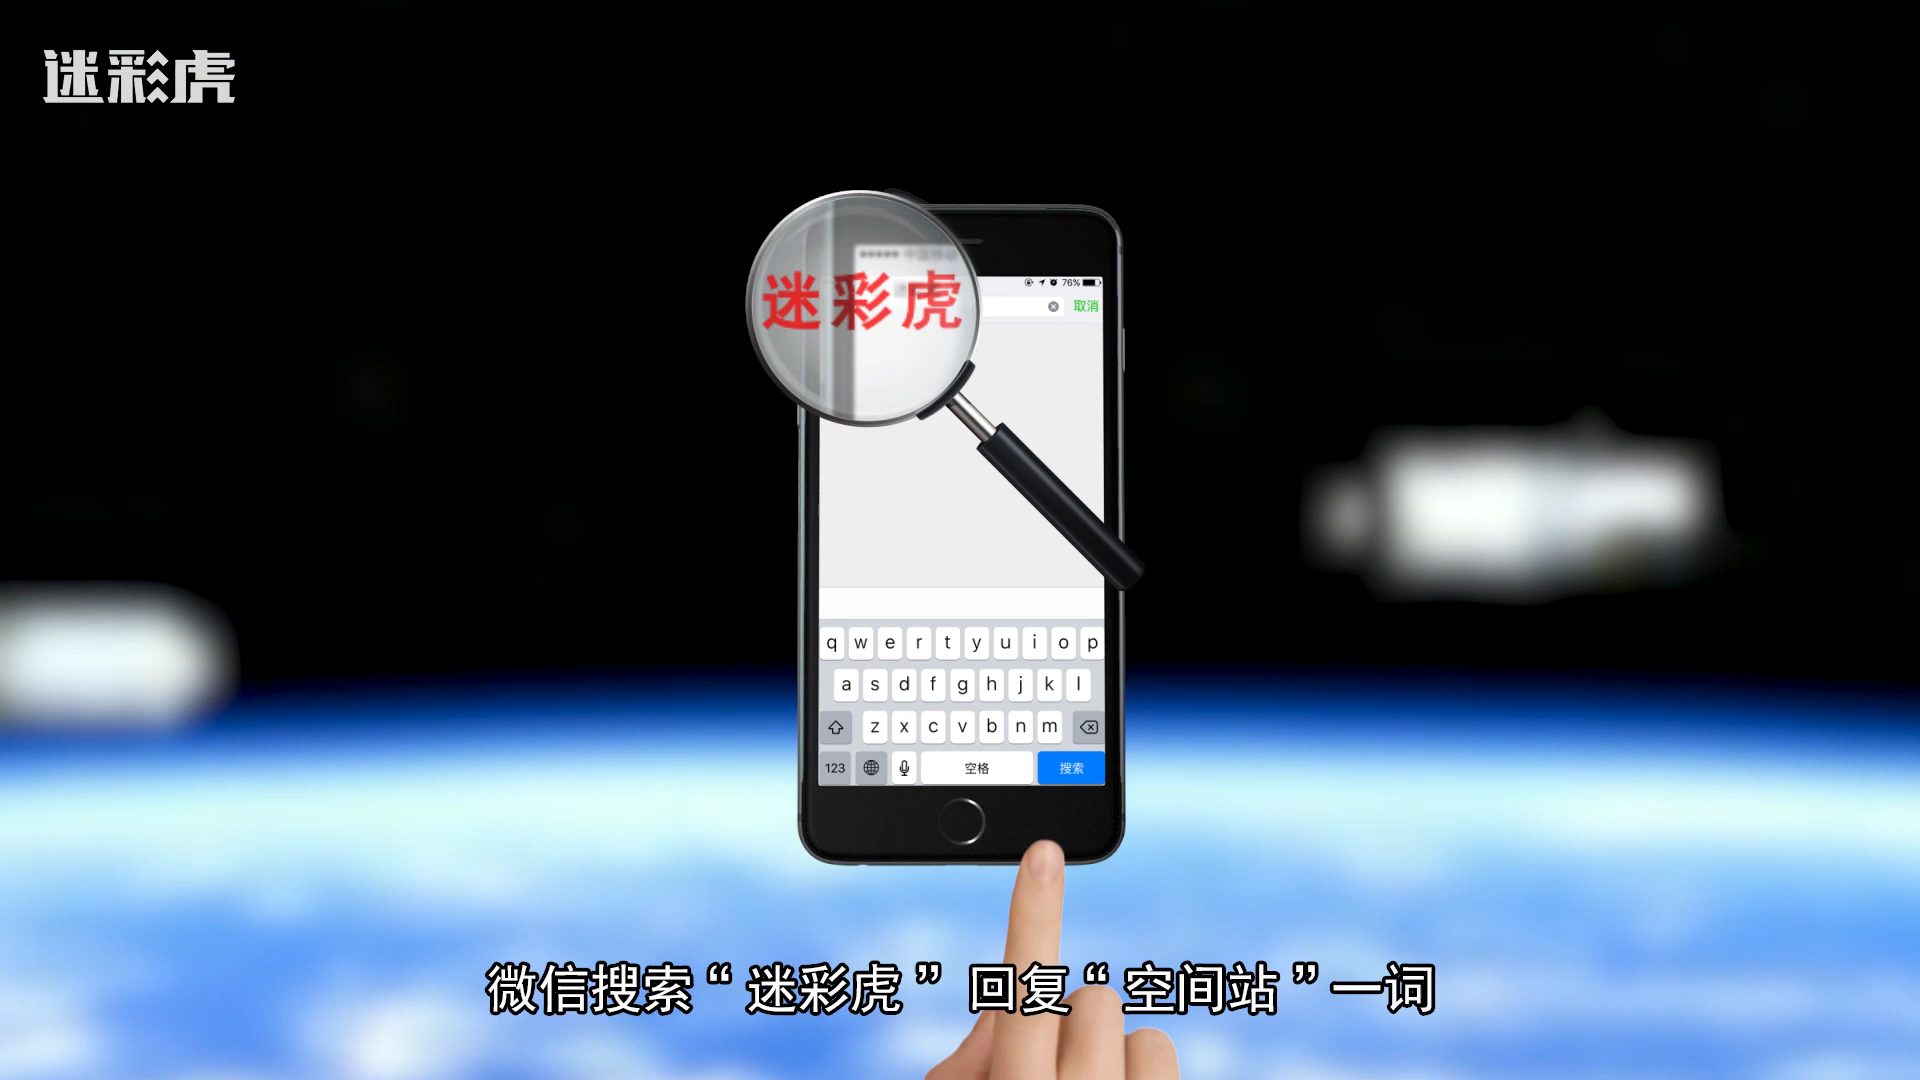 迷彩虎
76%
迷彩虎
取消
q w e r t y u i o p
a s d f g h j k l
z x c v b n m
123 空格 搜索
微信搜索“迷彩虎” 回复“空间站”一词